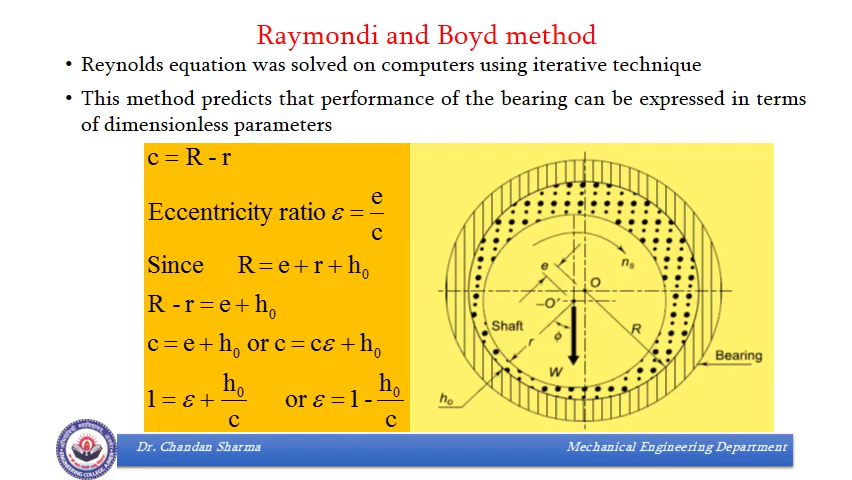 Raymondi and Boyd method
• Reynolds equation was solved on computers using iterative technique
• This method predicts that performance of the bearing can be expressed in terms
of dimensionless parameters
c = R - r
Eccentricity ratio ε = e/c
Since R = e + r + h₀
R - r = e + h₀
c = e + h₀ or c = cε + h₀
1 = ε + h₀/c or ε = 1 - h₀/c
nₛ
e
O
O'
Shaft
R
r
ϕ
Bearing
W
h₀
Dr. Chandan Sharma
Mechanical Engineering Department